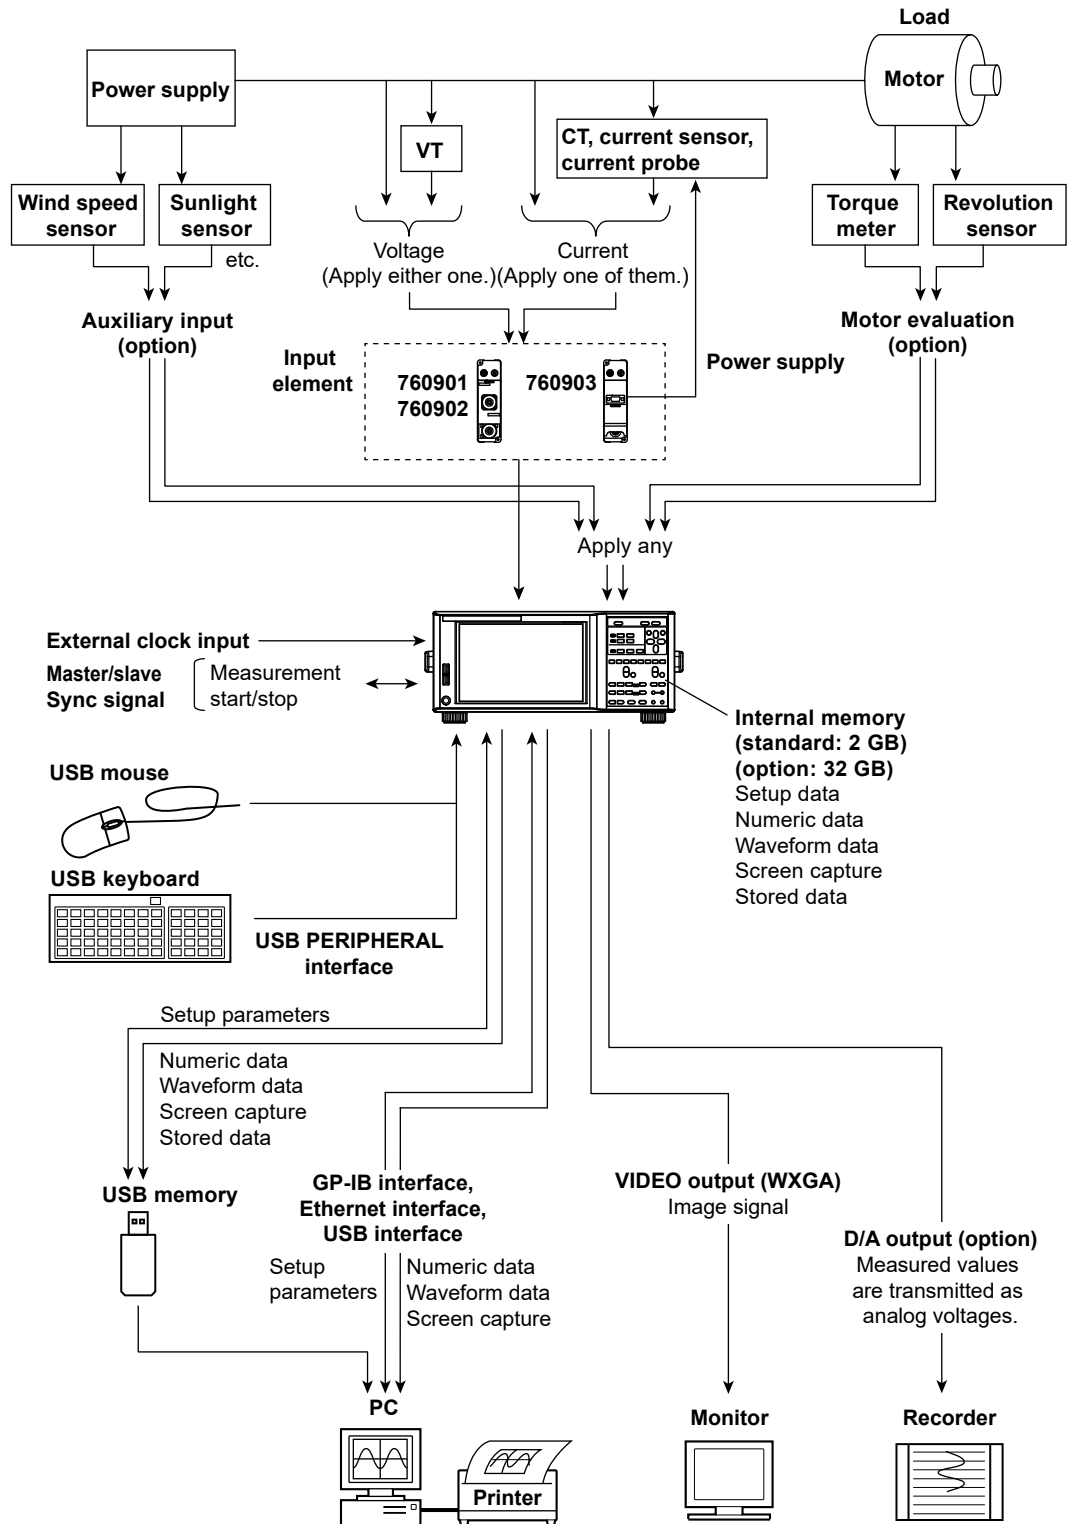 Load
Power supply
Motor
VT
CT, current sensor,
current probe
Wind speed
sensor
Sunlight
sensor
etc.
Torque
meter
Revolution
sensor
Voltage
(Apply either one.)
Current
(Apply one of them.)
Auxiliary input
(option)
Motor evaluation
(option)
Input
element
760901
760902
760903
Power supply
Apply any
External clock input
Master/slave
Sync signal
Measurement
start/stop
Internal memory
(standard: 2 GB)
(option: 32 GB)
Setup data
Numeric data
Waveform data
Screen capture
Stored data
USB mouse
USB keyboard
USB PERIPHERAL
interface
Setup parameters
Numeric data
Waveform data
Screen capture
Stored data
USB memory
GP-IB interface,
Ethernet interface,
USB interface
Setup
parameters
Numeric data
Waveform data
Screen capture
VIDEO output (WXGA)
Image signal
D/A output (option)
Measured values
are transmitted as
analog voltages.
PC
Printer
Monitor
Recorder